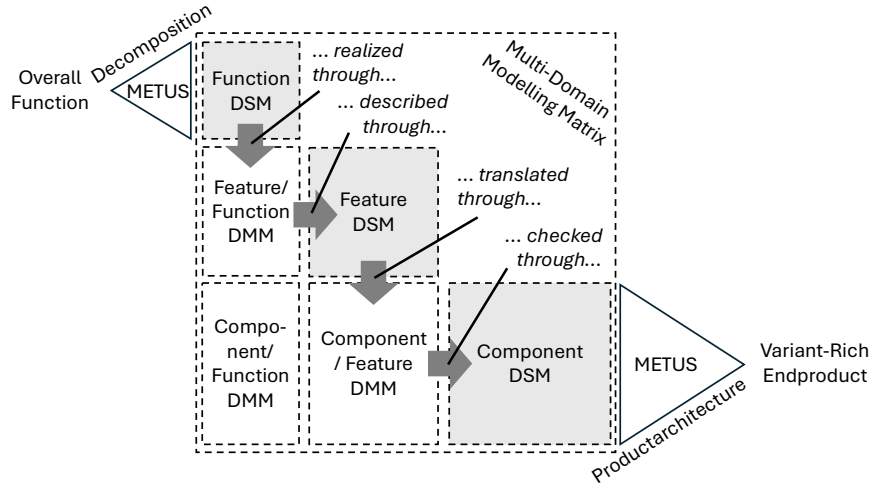 Overall
Function
Decomposition
METUS
Function
DSM
... realized
through...
... described
through...
Multi-Domain
Modelling Matrix
Feature/
Function
DMM
Feature
DSM
... translated
through...
... checked
through...
Compo-
nent/
Function
DMM
Component
/ Feature
DMM
Component
DSM
METUS
Productarchitecture
Variant-Rich
Endproduct